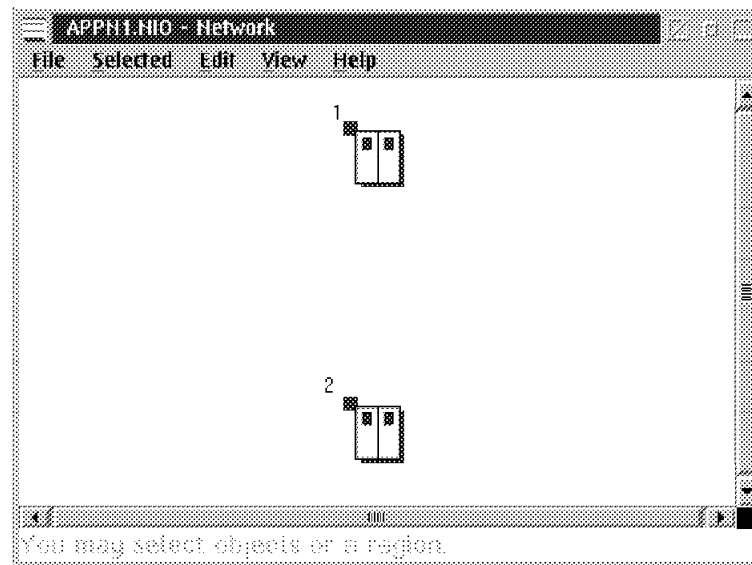 APPN1.NIO - Network
File Selected Edit View Help
1
2
You may select objects or a region.